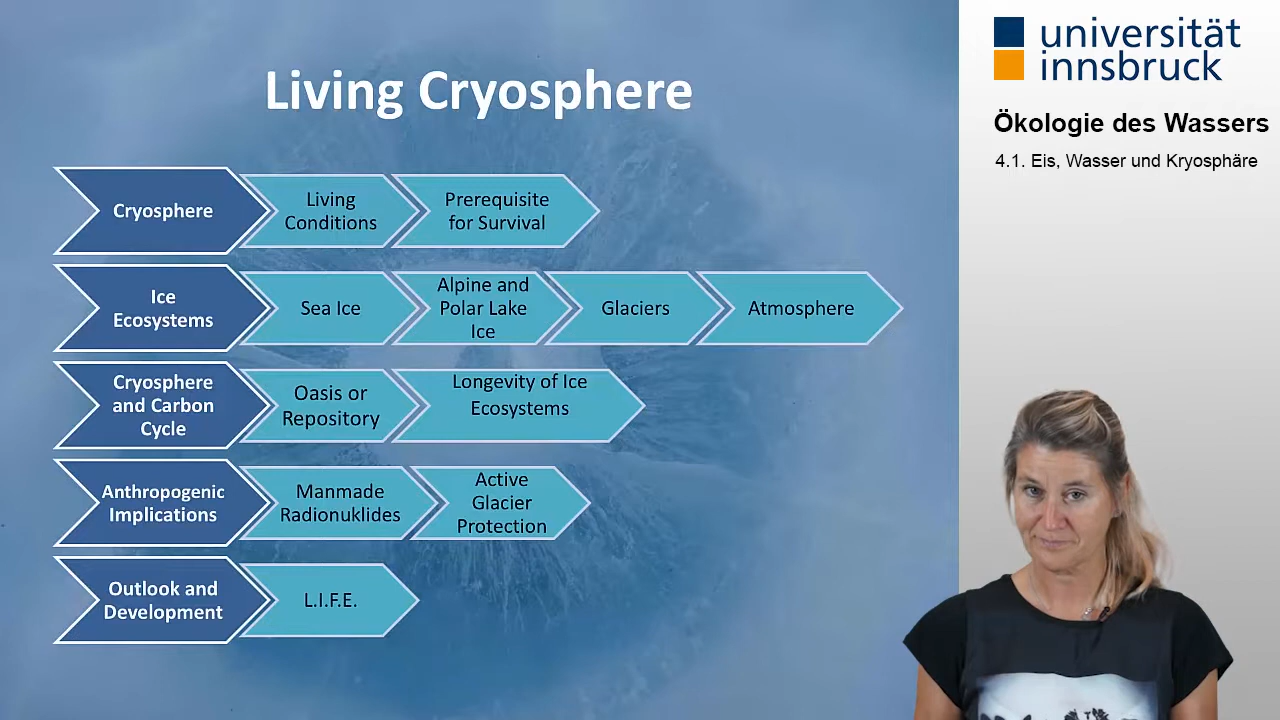 Living Cryosphere
Cryosphere
Living
Conditions
Prerequisite
for Survival
Ice
Ecosystems
Sea Ice
Alpine and
Polar Lake
Ice
Glaciers
Atmosphere
Cryosphere
and Carbon
Cycle
Oasis or
Repository
Longevity of Ice
Ecosystems
Anthropogenic
Implications
Manmade
Radionuklides
Active
Glacier
Protection
Outlook and
Development
L.I.F.E.
universität
innsbruck
Ökologie des Wassers
4.1. Eis, Wasser und Kryosphäre